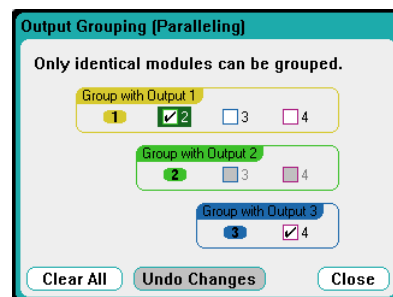 Output Grouping (Paralleling)
Only identical modules can be grouped.
Group with Output 1
1 2 3 4
Group with Output 2
2 3 4
Group with Output 3
3 4
Clear All Undo Changes Close